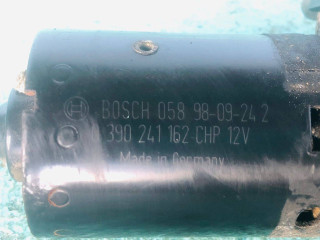 BOSCH 058 98-09-24 2
390 241 162 CHP 12V
Made in Germany